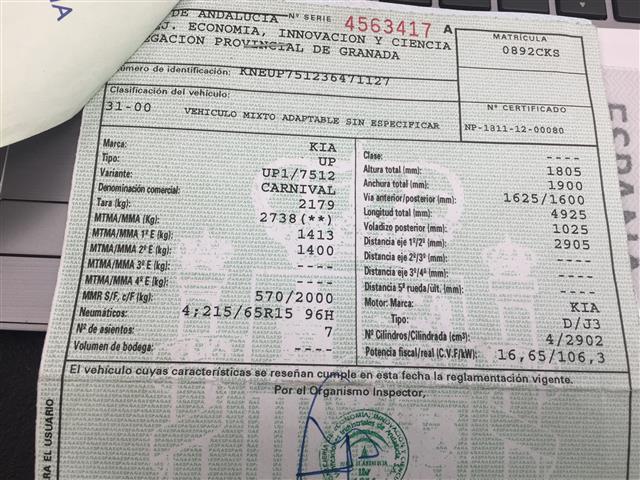 DE ANDALUCIA Nº SERIE 4563417 A
J. ECONOMIA, INNOVACION Y CIENCIA
EGACION PROVINCIAL DE GRANADA
MATRÍCULA
0892CKS
Número de identificación: KNEUP751236471127
Clasificación del vehículo:
31-00 VEHICULO MIXTO ADAPTABLE SIN ESPECIFICAR
Nº CERTIFICADO
NP-1811-12-00080
Marca: KIA
Tipo: UP
Variante: UP1/7512
Denominación comercial: CARNIVAL
Tara (kg): 2179
MTMA/MMA (Kg): 2738(**)
MTMA/MMA 1º E (kg): 1413
MTMA/MMA 2º E (kg): 1400
MTMA/MMA 3º E (kg): ----
MTMA/MMA 4º E (kg): ----
MMR S/F, c/F (kg): 570/2000
Neumáticos: 4;215/65R15 96H
Nº de asientos: 7
Volumen de bodega: ----
Clase: ----
Altura total (mm): 1805
Anchura total (mm): 1900
Via anterior/posterior (mm): 1625/1600
Longitud total (mm): 4925
Voladizo posterior (mm): 1025
Distancia eje 1º/2º (mm): 2905
Distancia eje 2º/3º (mm): ----
Distancia eje 3º/4º (mm): ----
Distancia 5ª rueda/últ. (mm): ----
Motor: Marca: KIA
Tipo: D/J3
Nº Cilindros/Cilindrada (cm³): 4/2902
Potencia fiscal/real (C.V.F/kW): 16,65/106,3
El vehículo cuyas características se reseñan cumple en esta fecha la reglamentación vigente.
Por el Organismo Inspector,
RA EL USUARIO
ESPAÑA